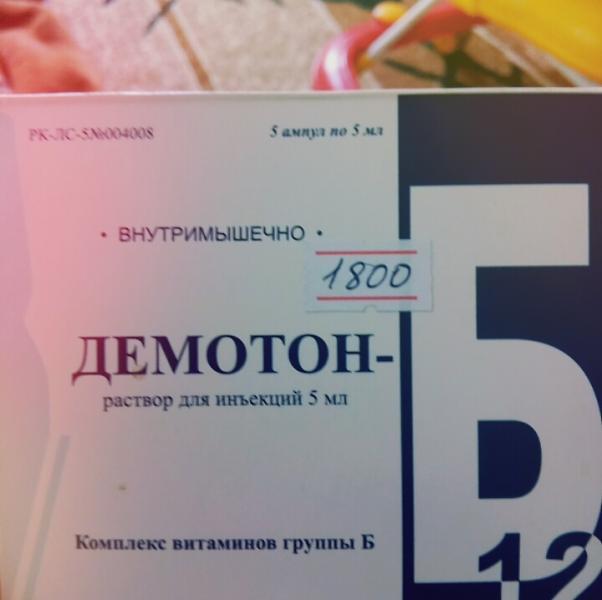 РК-ЛС-5№004008
5 ампул по 5 мл
• ВНУТРИМЫШЕЧНО •
1800
ДЕМОТОН-Б
раствор для инъекций 5 мл
Комплекс витаминов группы Б
12